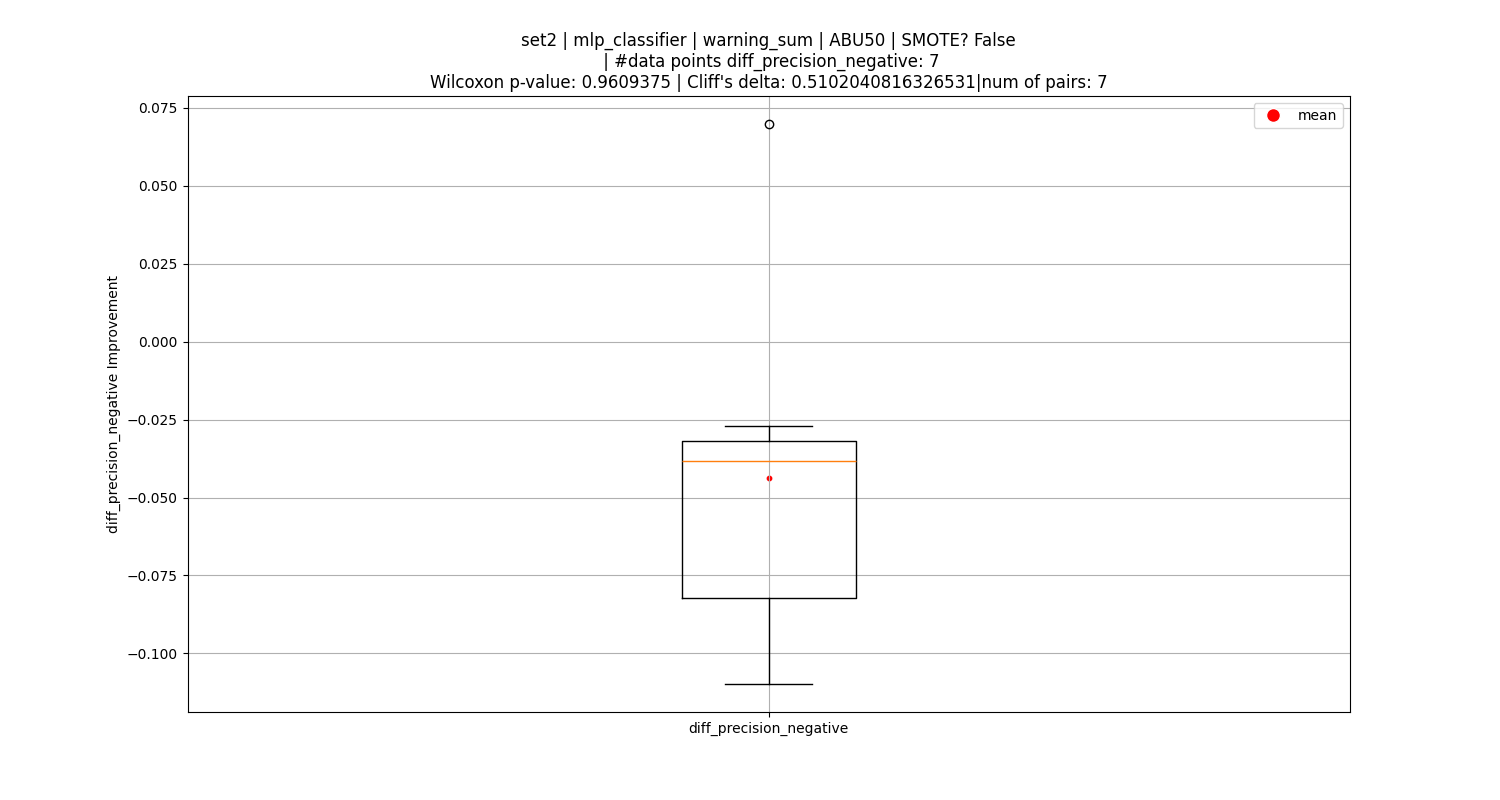 set2 | mlp_classifier | warning_sum | ABU50 | SMOTE? False
| #data points diff_precision_negative: 7
Wilcoxon p-value: 0.9609375 | Cliff's delta: 0.5102040816326531|num of pairs: 7
mean
0.075
0.050
0.025
0.000
−0.025
−0.050
−0.075
−0.100
diff_precision_negative Improvement
diff_precision_negative